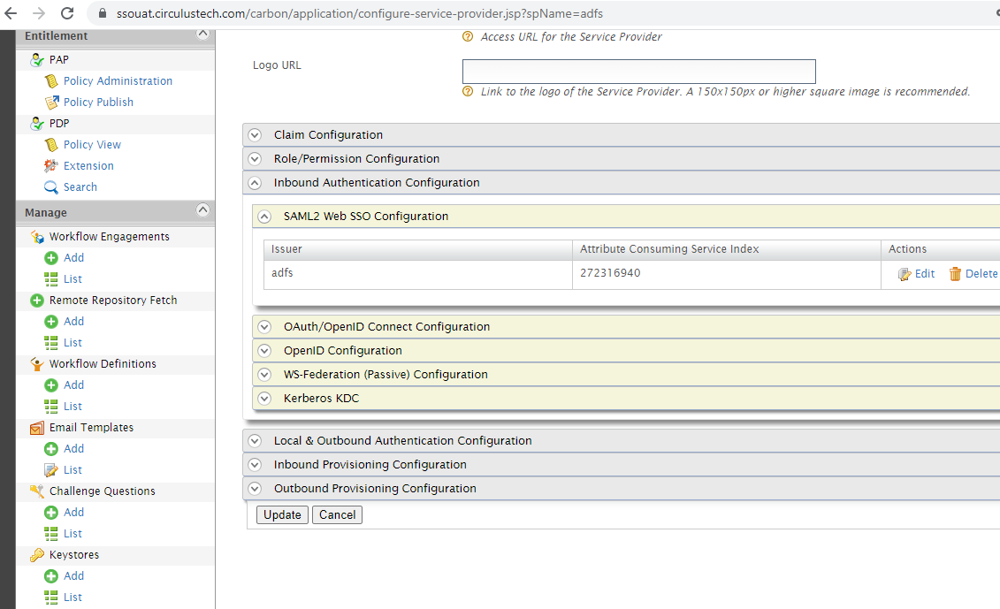 ssouat.circulustech.com/carbon/application/configure-service-provider.jsp?spName=adfs
Entitlement
PAP
Policy Administration
Policy Publish
PDP
Policy View
Extension
Search
Manage
Workflow Engagements
Add
List
Remote Repository Fetch
Add
List
Workflow Definitions
Add
List
Email Templates
Add
List
Challenge Questions
Add
List
Keystores
Add
List
? Access URL for the Service Provider
Logo URL
? Link to the logo of the Service Provider. A 150x150px or higher square image is recommended.
Claim Configuration
Role/Permission Configuration
Inbound Authentication Configuration
SAML2 Web SSO Configuration
Issuer Attribute Consuming Service Index Actions
adfs 272316940 Edit Delete
OAuth/OpenID Connect Configuration
OpenID Configuration
WS-Federation (Passive) Configuration
Kerberos KDC
Local & Outbound Authentication Configuration
Inbound Provisioning Configuration
Outbound Provisioning Configuration
Update Cancel